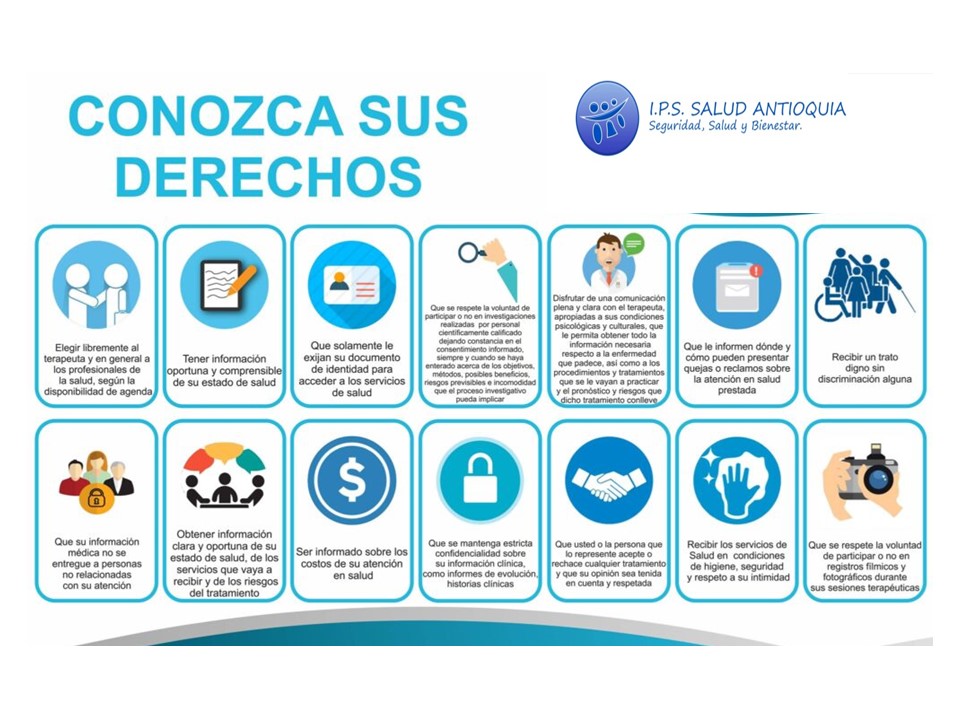 CONOZCA SUS
DERECHOS
I.P.S. SALUD ANTIOQUIA
Seguridad, Salud y Bienestar.
Elegir libremente al
terapeuta y en general a
los profesionales de
la salud, según la
disponibilidad de agenda
Tener información
oportuna y comprensible
de su estado de salud
Que solamente le
exijan su documento
de identidad para
acceder a los servicios
de salud
Que se respete la voluntad de
participar o no en investigaciones
realizadas por personal
científicamente calificado
dejando constancia en el
consentimiento informado,
siempre y cuando se haya
enterado acerca de los objetivos,
métodos, posibles beneficios,
riesgos previsibles e incomodidad
que el proceso investigativo
pueda implicar
Disfrutar de una comunicación
plena y clara con el terapeuta,
apropiadas a sus condiciones
psicológicas y culturales, que
le permita obtener todo la
información necesaria
respecto a la enfermedad
que padece, así como a los
procedimientos y tratamientos
que se le vayan a practicar
y el pronóstico y riesgos que
dicho tratamiento conlleve
Que le informen dónde y
cómo pueden presentar
quejas o reclamos sobre
la atención en salud
prestada
Recibir un trato
digno sin
discriminación alguna
Que su información
médica no se
entregue a personas
no relacionadas
con su atención
Obtener información
clara y oportuna de su
estado de salud, de los
servicios que vaya a
recibir y de los riesgos
del tratamiento
Ser informado sobre los
costos de su atención
en salud
Que se mantenga estricta
confidencialidad sobre
su información clínica,
como informes de evolución,
historias clínicas
Que usted o la persona que
lo represente acepte o
rechace cualquier tratamiento
y que su opinión sea tenida
en cuenta y respetada
Recibir los servicios de
Salud en condiciones
de higiene, seguridad
y respeto a su intimidad
Que se respete la voluntad
de participar o no en
registros fílmicos y
fotográficos durante
sus sesiones terapéuticas